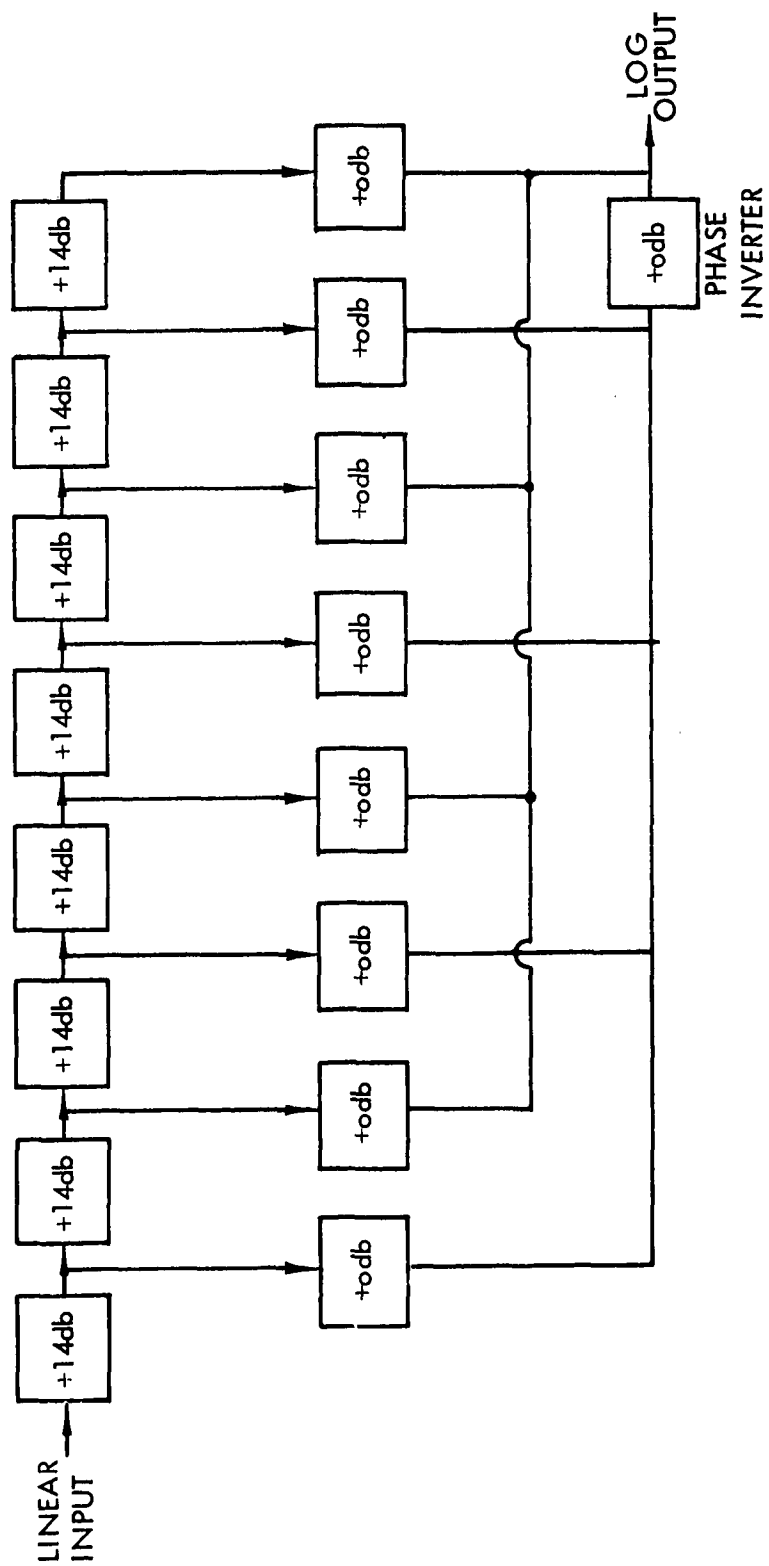 LINEAR
INPUT
+14db
+14db
+14db
+14db
+14db
+14db
+14db
+14db
+odb
+odb
+odb
+odb
+odb
+odb
+odb
+odb
+odb
PHASE
INVERTER
LOG
OUTPUT